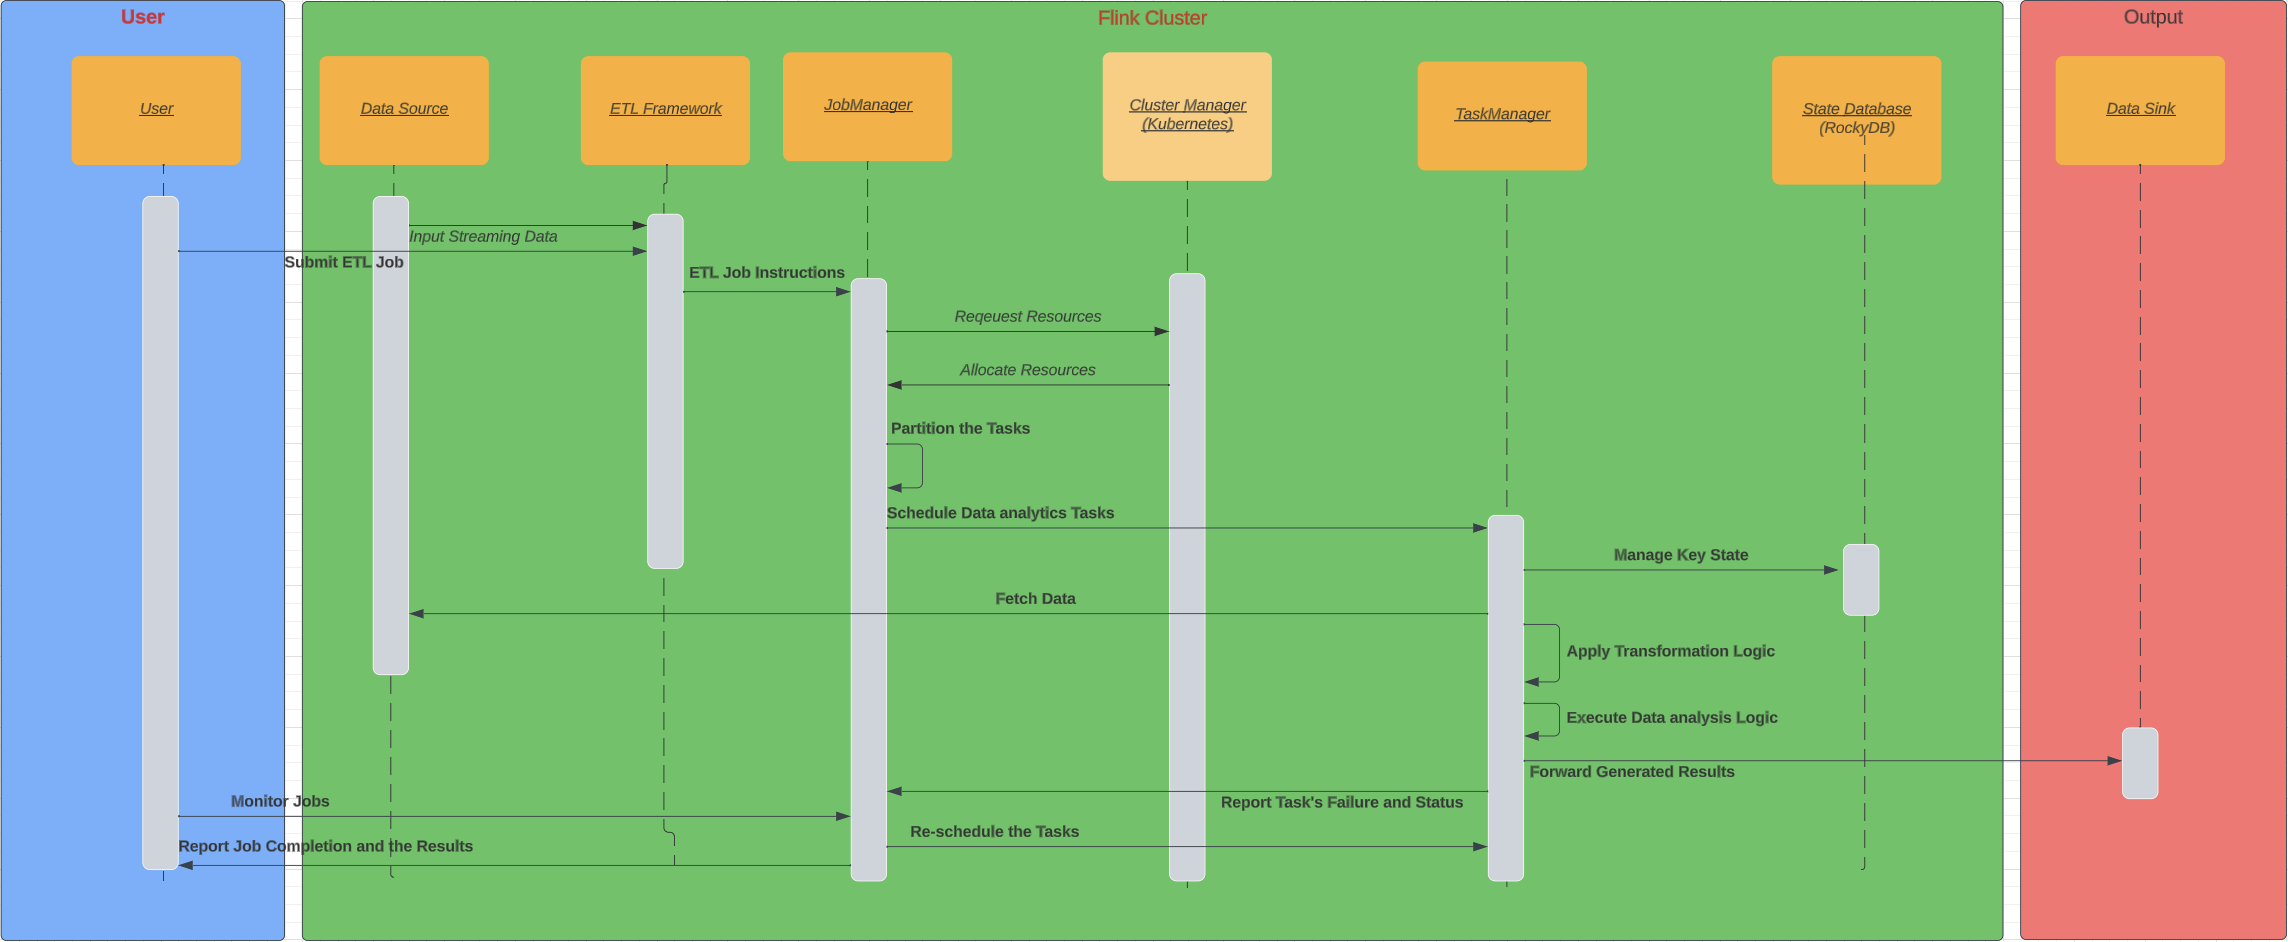 User
Flink Cluster
Output
User
Data Source
ETL Framework
JobManager
Cluster Manager
(Kubernetes)
TaskManager
State Database
(RockyDB)
Data Sink
Input Streaming Data
Submit ETL Job
ETL Job Instructions
Reqeuest Resources
Allocate Resources
Partition the Tasks
Schedule Data analytics Tasks
Manage Key State
Fetch Data
Apply Transformation Logic
Execute Data analysis Logic
Forward Generated Results
Monitor Jobs
Report Task's Failure and Status
Re-schedule the Tasks
Report Job Completion and the Results